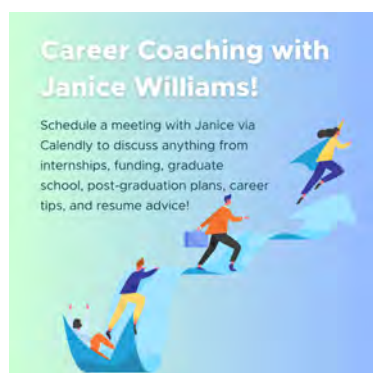 Career Coaching with
Janice Williams!
Schedule a meeting with Janice via
Calendly to discuss anything from
internships, funding, graduate
school, post-graduation plans, career
tips, and resume advice!